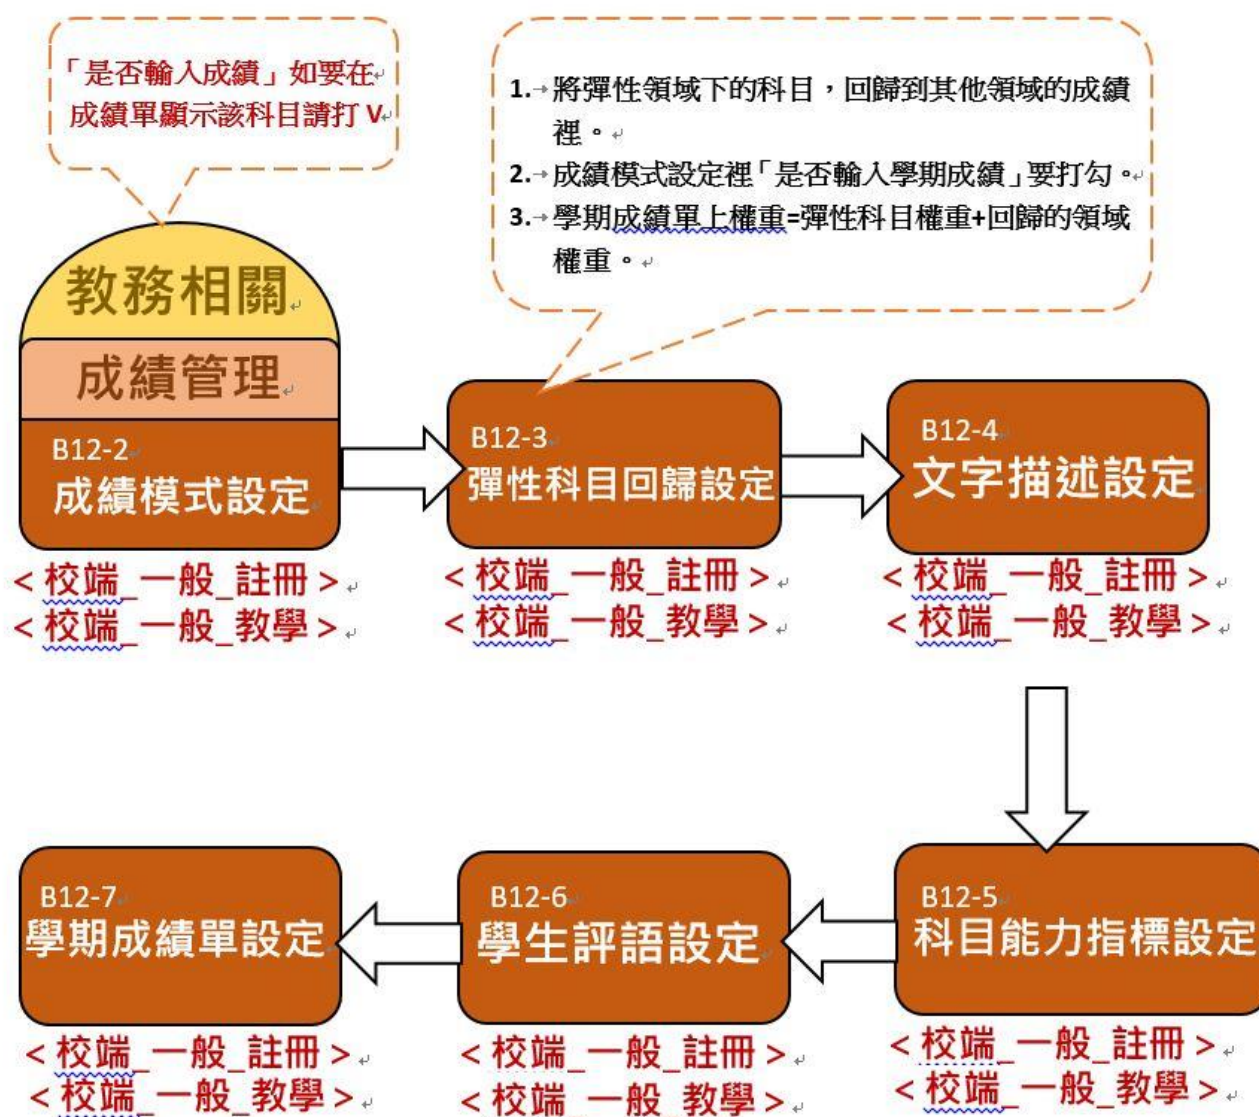 「是否輸入成績」如要在
成績單顯示該科目請打 V
1. 將彈性領域下的科目，回歸到其他領域的成績
裡。
2. 成績模式設定裡「是否輸入學期成績」要打勾。
3. 學期成績單上權重=彈性科目權重+回歸的領域
權重。
教務相關
成績管理
B12-2
成績模式設定
<校端_一般_註冊>
<校端_一般_教學>
B12-3
彈性科目回歸設定
<校端_一般_註冊>
<校端_一般_教學>
B12-4
文字描述設定
<校端_一般_註冊>
<校端_一般_教學>
B12-5
科目能力指標設定
<校端_一般_註冊>
<校端_一般_教學>
B12-6
學生評語設定
<校端_一般_註冊>
<校端_一般_教學>
B12-7
學期成績單設定
<校端_一般_註冊>
<校端_一般_教學>